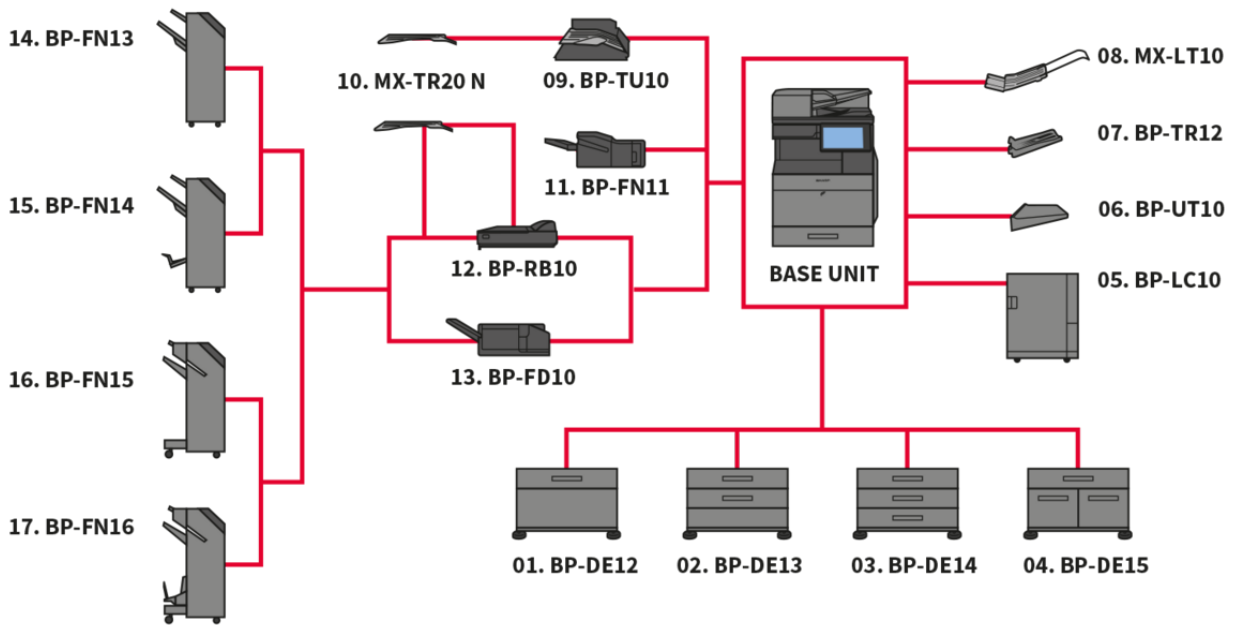 14. BP-FN13
10. MX-TR20 N
09. BP-TU10
08. MX-LT10
07. BP-TR12
15. BP-FN14
11. BP-FN11
06. BP-UT10
12. BP-RB10
BASE UNIT
05. BP-LC10
16. BP-FN15
13. BP-FD10
17. BP-FN16
01. BP-DE12
02. BP-DE13
03. BP-DE14
04. BP-DE15